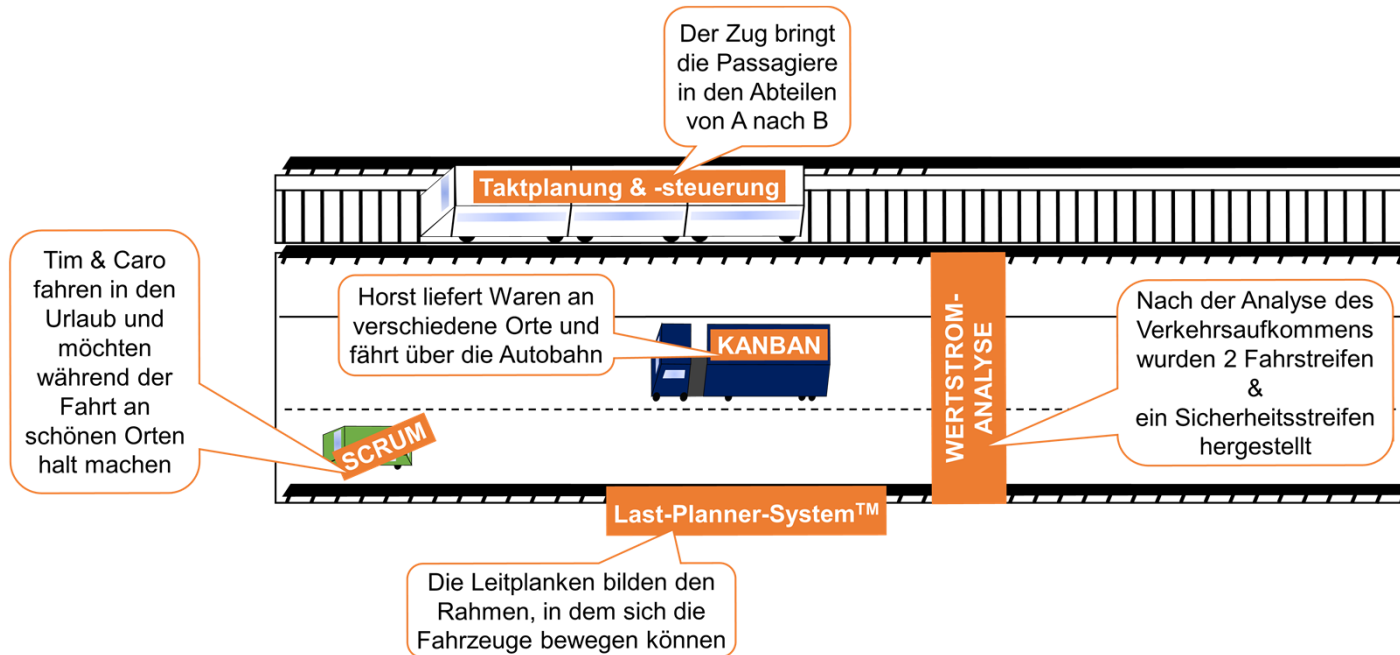 Der Zug bringt
die Passagiere
in den Abteilen
von A nach B
Taktplanung & -steuerung
Tim & Caro
fahren in den
Urlaub und
möchten
während der
Fahrt an
schönen Orten
halt machen
SCRUM
Horst liefert Waren an
verschiedene Orte und
fährt über die Autobahn
KANBAN
WERTSTROM-
ANALYSE
Nach der Analyse des
Verkehrsaufkommens
wurden 2 Fahrstreifen
&
ein Sicherheitsstreifen
hergestellt
Last-Planner-System™
Die Leitplanken bilden den
Rahmen, in dem sich die
Fahrzeuge bewegen können